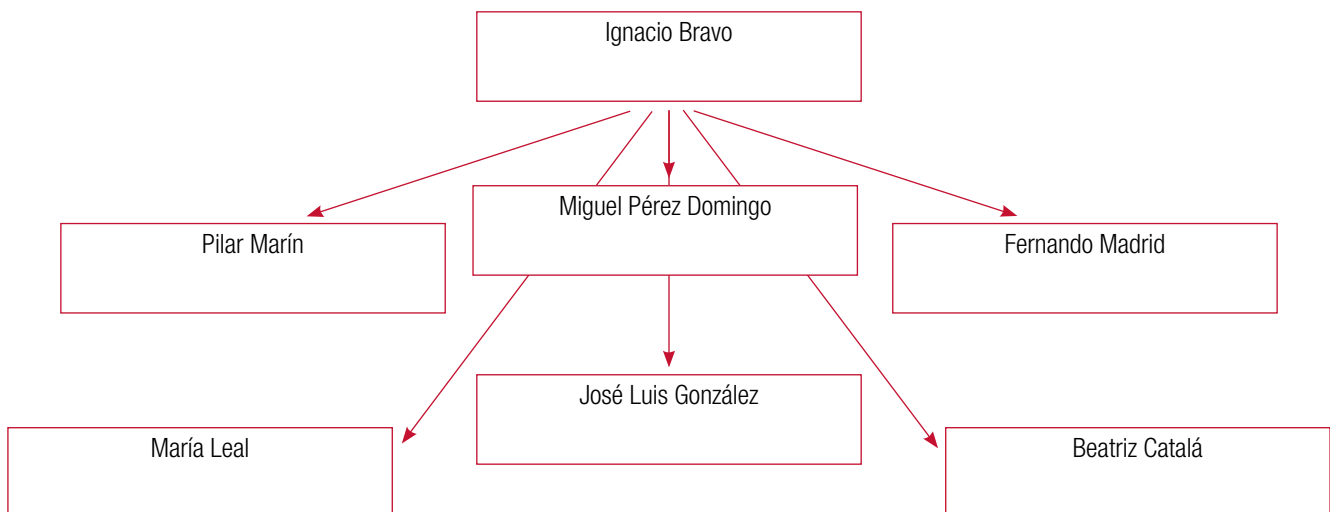 Ignacio Bravo
Miguel Pérez Domingo
Pilar Marín
Fernando Madrid
José Luis González
María Leal
Beatriz Catalá